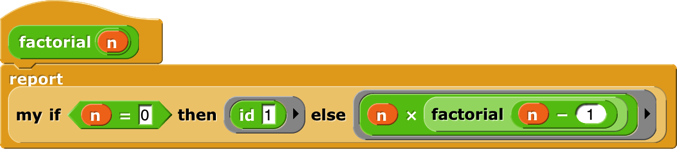 factorial n
report
my if n = 0 then id 1 else n × factorial n − 1